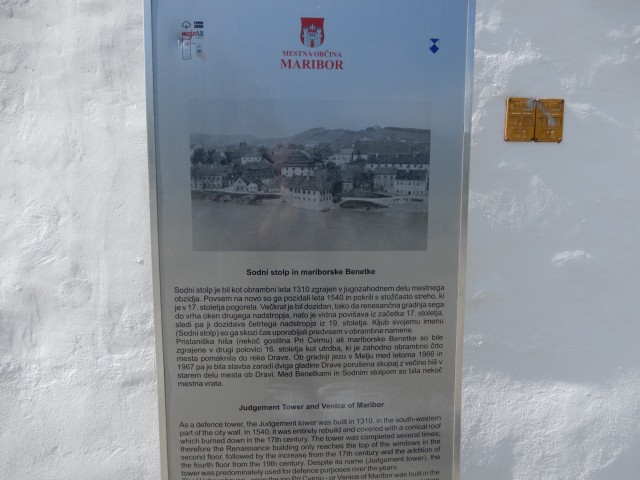 MESTNA OBČINA
MARIBOR
Sodni stolp in mariborske Benetke
Sodni stolp je bil kot obrambni leta 1310 zgrajen v jugozahodnem delu mestnega
obzidja. Povsem na novo so ga pozidali leta 1540 in pokrili s stožčasto streho, ki
je v 17. stoletja pogorela. Večkrat je bil dozidan, tako da renesančna gradnja sega
do vrha oken drugega nadstropja, nato je vidna povišava iz začetka 17. stoletja,
sledi pa ji dozidava četrtega nadstropja iz 19. stoletja. Kljub svojemu imenu
(Sodni stolp) so ga skozi čas uporabljali predvsem v obrambne namene.
Pristaniška hiša (nekoč gostilna Pri Cvirnu) ali mariborske Benetke so bile
zgrajene v drugi polovici 16. stoletja kot utrdba, ki je zahodno obrambno črto
mesta pomaknila do reke Drave. Ob gradnji jezu v Melju med letoma 1966 in
1967 pa je bila stavba zaradi dviga gladine Drave porušena skupaj z večino hiš v
starem delu mesta ob Dravi. Med Benetkami in Sodnim stolpom so bila nekoč
mestna vrata.
Judgement Tower and Venice of Maribor
As a defence tower, the Judgement tower was built in 1310, in the south-western
part of the city wall. In 1540, it was entirely rebuild and covered with a conical roof
which burned down in the 17th century. The tower was completed several times;
therefore the Renaissance building only reaches the top of the windows in the
second floor, followed by the increase from the 17th century and the addition of
the fourth floor from the 19th century. Despite its name (Judgement tower), the
tower was predominately used for defence purposes over the years.